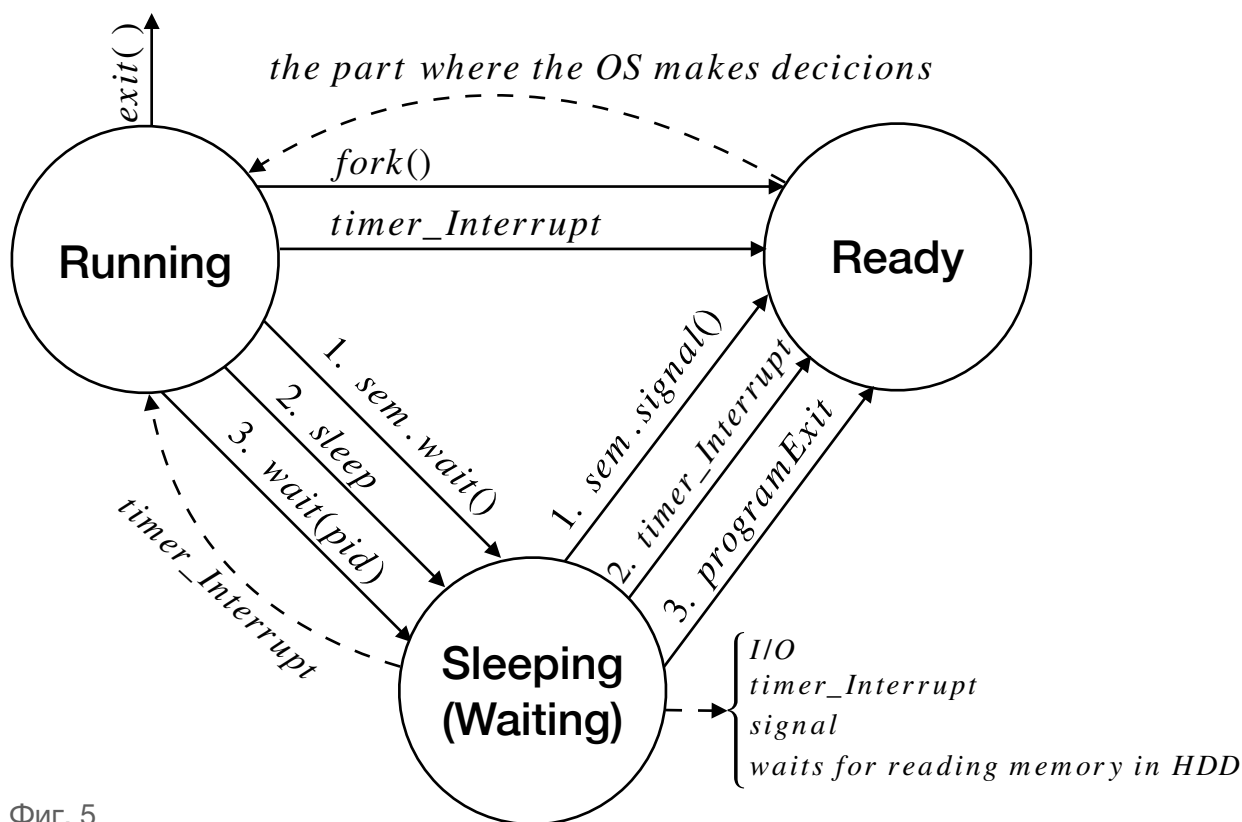 exit( )
the part where the OS makes decicions
fork()
timer_Interrupt
Running
Ready
1. sem.wait()
2. sleep
3. wait(pid)
timer_Interrupt
1. sem.signal()
2. timer_Interrupt
3. programExit
Sleeping
(Waiting)
I/O
timer_Interrupt
signal
waits for reading memory in HDD
Фиг. 5